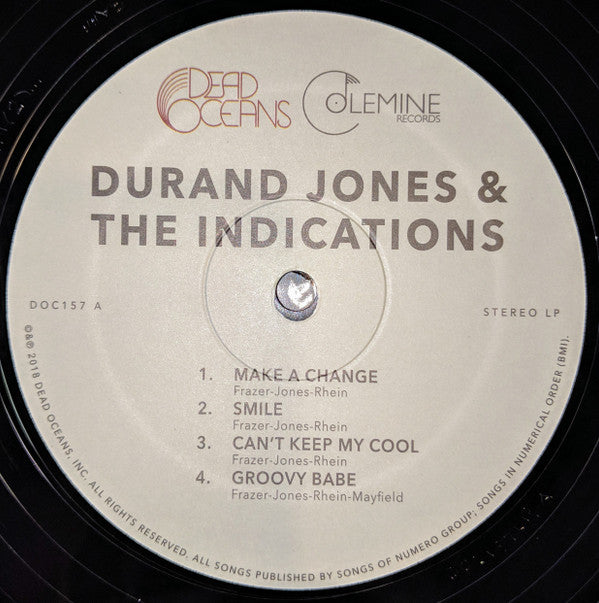 DEAD OCEANS
COLEMINE RECORDS
DURAND JONES &
THE INDICATIONS
DOC157 A
STEREO LP
1. MAKE A CHANGE
Frazer-Jones-Rhein
2. SMILE
Frazer-Jones-Rhein
3. CAN'T KEEP MY COOL
Frazer-Jones-Rhein
4. GROOVY BABE
Frazer-Jones-Rhein-Mayfield
©&℗ 2018 DEAD OCEANS, INC. ALL RIGHTS RESERVED. ALL SONGS PUBLISHED BY SONGS OF NUMERO GROUP; SONGS IN NUMERICAL ORDER (BMI).